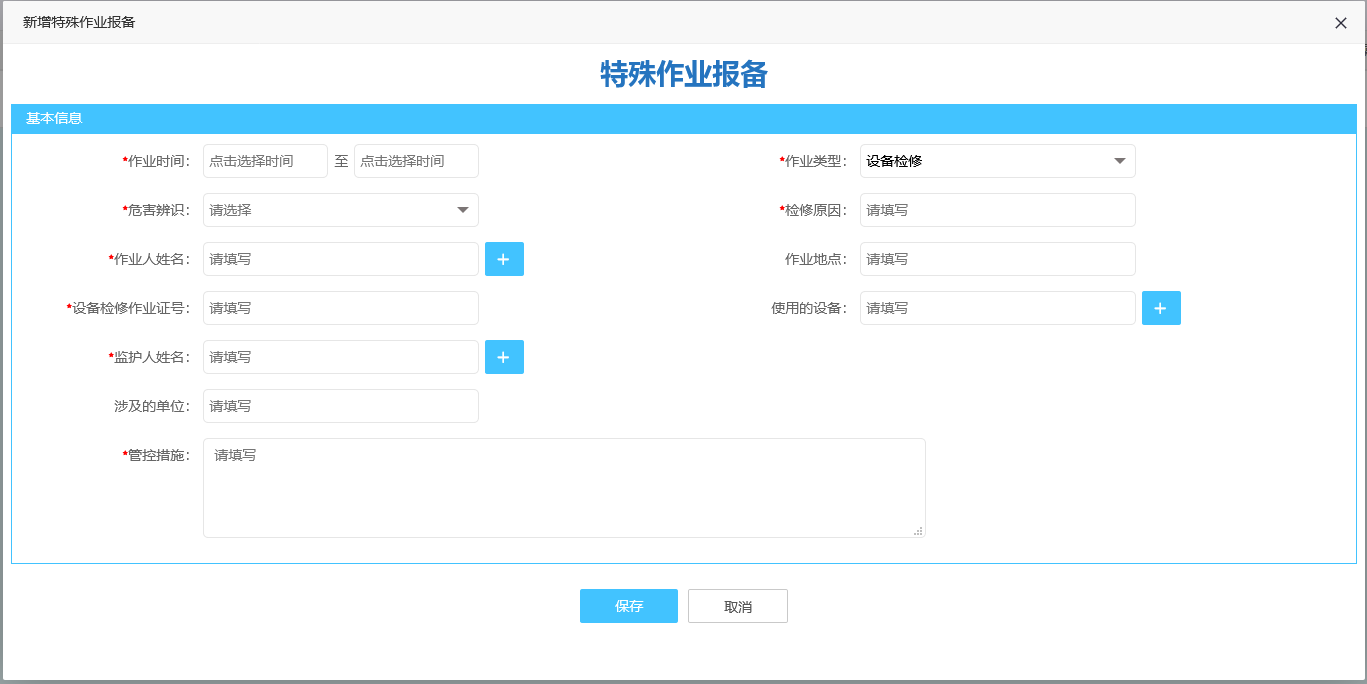 新增特殊作业报备
特殊作业报备
基本信息
*作业时间: 点击选择时间 至 点击选择时间 *作业类型: 设备检修
*危害辨识: 请选择 *检修原因: 请填写
*作业人姓名: 请填写 + 作业地点: 请填写
*设备检修作业证号: 请填写 使用的设备: 请填写 +
*监护人姓名: 请填写 +
涉及的单位: 请填写
*管控措施: 请填写
保存 取消